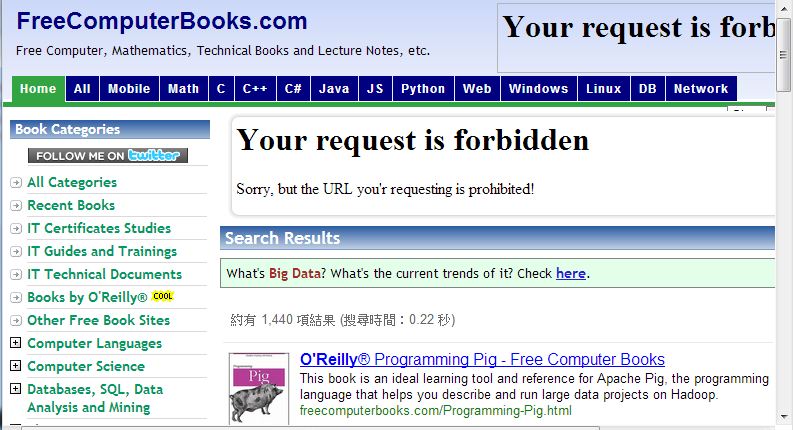 FreeComputerBooks.com
Free Computer, Mathematics, Technical Books and Lecture Notes, etc.
Your request is forb
Home All Mobile Math C C++ C# Java JS Python Web Windows Linux DB Network
Book Categories
FOLLOW ME ON twitter
All Categories
Recent Books
IT Certificates Studies
IT Guides and Trainings
IT Technical Documents
Books by O'Reilly® COOL
Other Free Book Sites
Computer Languages
Computer Science
Databases, SQL, Data
Analysis and Mining
Your request is forbidden
Sorry, but the URL you'r requesting is prohibited!
Search Results
What's Big Data? What's the current trends of it? Check here.
約有 1,440 項結果 (搜尋時間：0.22 秒)
Pig
O'Reilly® Programming Pig - Free Computer Books
This book is an ideal learning tool and reference for Apache Pig, the programming
language that helps you describe and run large data projects on Hadoop.
freecomputerbooks.com/Programming-Pig.html